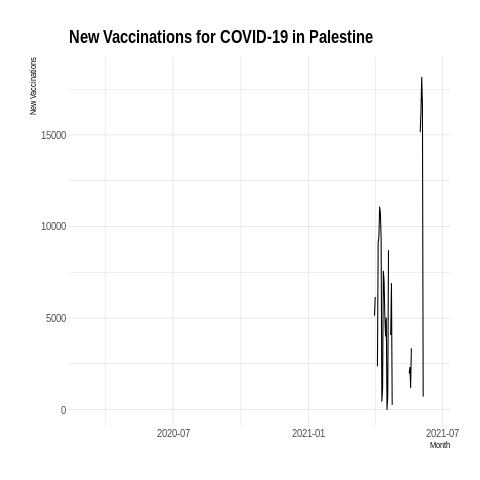 New Vaccinations for COVID-19 in Palestine
New Vaccinations
15000
10000
5000
0
2020-07
2021-01
2021-07
Month